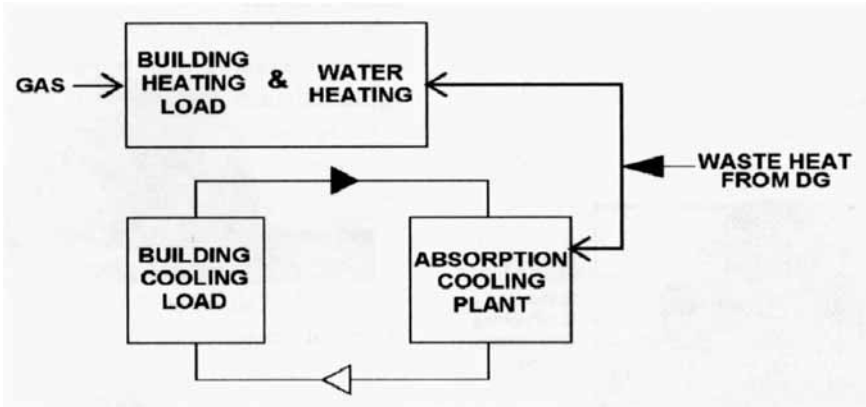 BUILDING
HEATING
LOAD
&
WATER
HEATING
GAS
WASTE HEAT
FROM DG
BUILDING
COOLING
LOAD
ABSORPTION
COOLING
PLANT